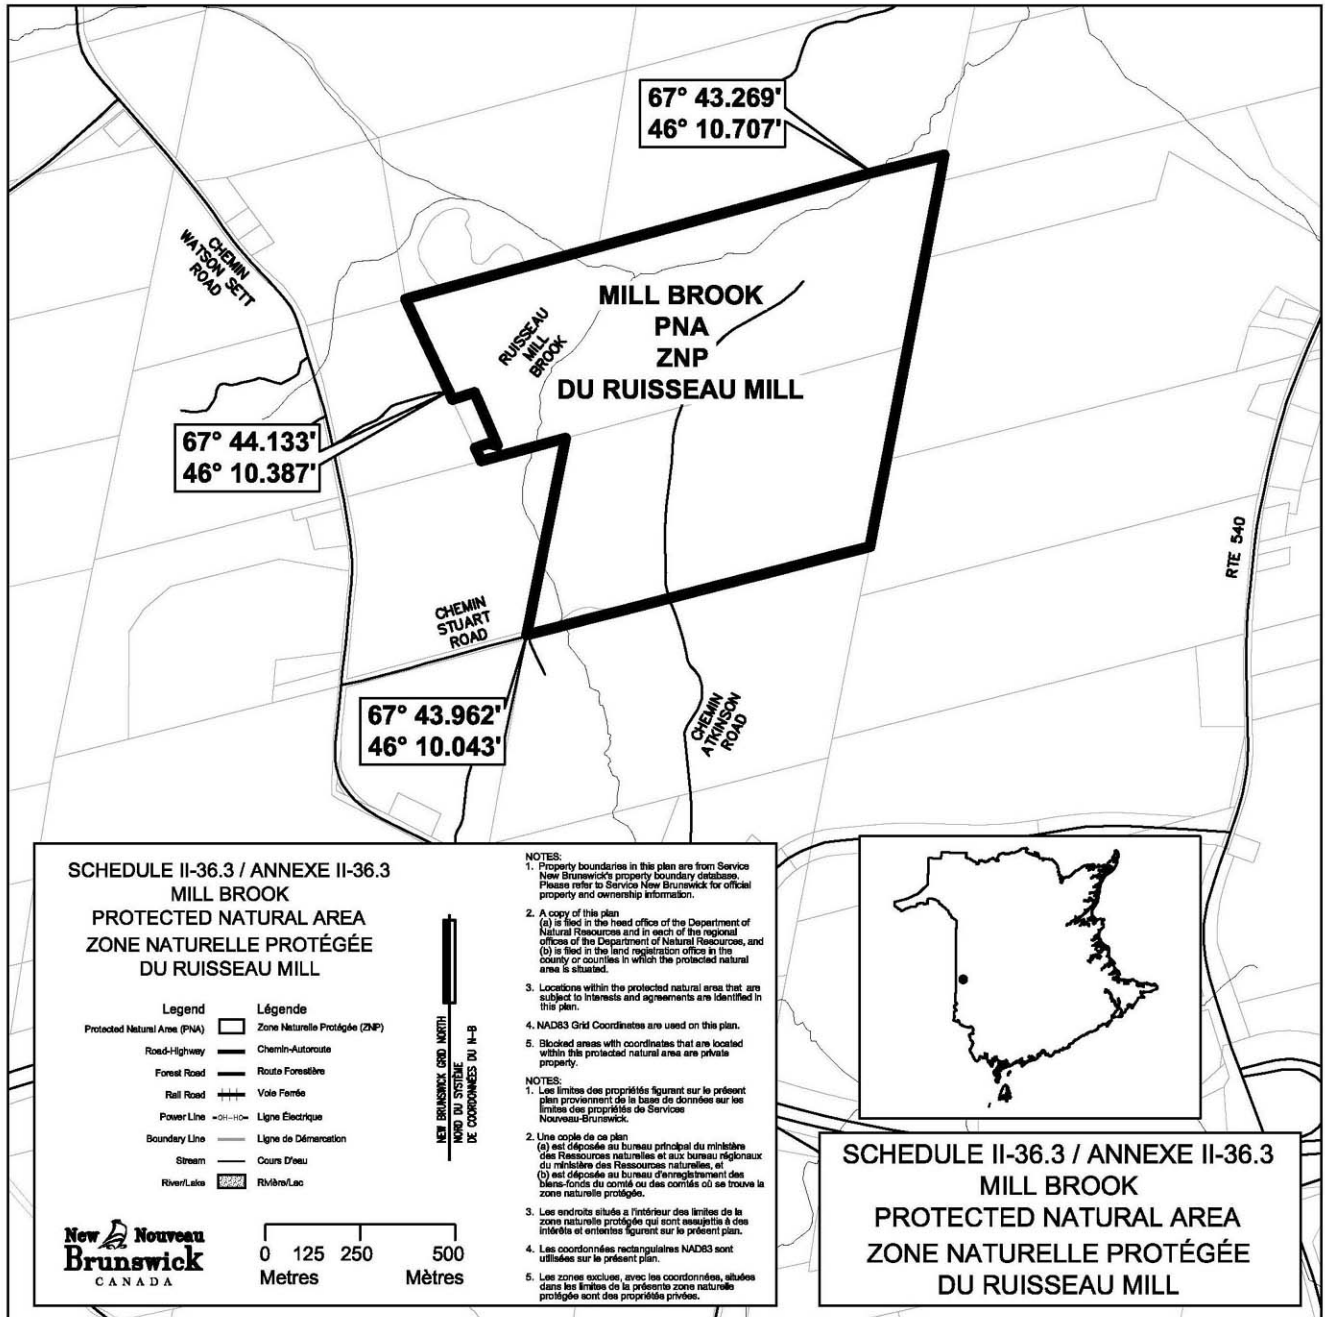 67° 43.269'
46° 10.707'
CHEMIN
WATSON SETT
ROAD
RUISSEAU
MILL
BROOK
MILL BROOK
PNA
ZNP
DU RUISSEAU MILL
67° 44.133'
46° 10.387'
RTE 540
CHEMIN
STUART
ROAD
67° 43.962'
46° 10.043'
CHEMIN
ATKINSON
ROAD
SCHEDULE II-36.3 / ANNEXE II-36.3
MILL BROOK
PROTECTED NATURAL AREA
ZONE NATURELLE PROTÉGÉE
DU RUISSEAU MILL
Legend Légende
Protected Natural Area (PNA) Zone Naturelle Protégée (ZNP)
Road-Highway Chemin-Autoroute
Forest Road Route Forestière
Rail Road Voie Ferrée
Power Line -OH-HO- Ligne Électrique
Boundary Line Ligne de Démarcation
Stream Cours D'eau
River/Lake Rivière/Lac
NEW BRUNSWICK GRID NORTH
NORD DU SYSTÈME
DE COORDONNÉES DU N-B
New Nouveau
Brunswick
CANADA
0 125 250 500
Metres Mètres
NOTES:
1. Property boundaries in this plan are from Service
New Brunswick's property boundary database.
Please refer to Service New Brunswick for official
property and ownership information.
2. A copy of this plan
(a) is filed in the head office of the Department of
Natural Resources and in each of the regional
offices of the Department of Natural Resources, and
(b) is filed in the land registration office in the
county or counties in which the protected natural
area is situated.
3. Locations within the protected natural area that are
subject to interests and agreements are identified in
this plan.
4. NAD83 Grid Coordinates are used on this plan.
5. Blocked areas with coordinates that are located
within this protected natural area are private
property.
NOTES:
1. Les limites des propriétés figurant sur le présent
plan proviennent de la base de données sur les
limites des propriétés de Services
Nouveau-Brunswick.
2. Une copie de ce plan
(a) est déposée au bureau principal du ministère
des Ressources naturelles et aux bureau régionaux
du ministère des Ressources naturelles, et
(b) est déposée au bureau d'enregistrement des
biens-fonds du comté ou des comtés où se trouve la
zone naturelle protégée.
3. Les endroits situés a l'intérieur des limites de la
zone naturelle protégée qui sont assujettis à des
intérêts et ententes figurent sur le présent plan.
4. Les coordonnées rectangulaires NAD83 sont
utilisées sur le présent plan.
5. Les zones exclues, avec les coordonnées, situées
dans les limites de la présente zone naturelle
protégée sont des propriétés privées.
SCHEDULE II-36.3 / ANNEXE II-36.3
MILL BROOK
PROTECTED NATURAL AREA
ZONE NATURELLE PROTÉGÉE
DU RUISSEAU MILL